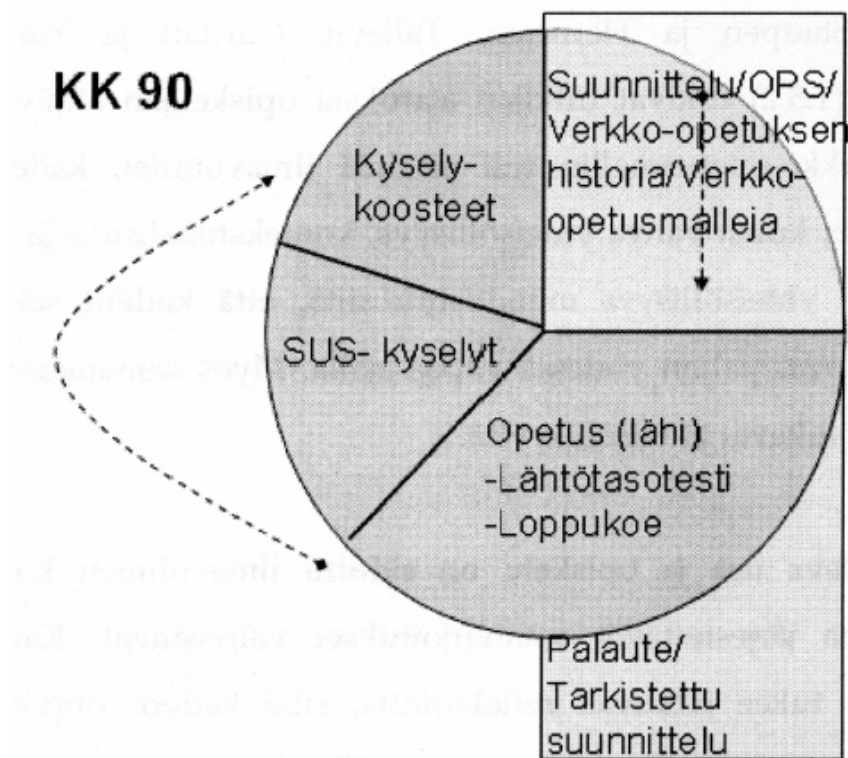 KK 90
Suunnittelu/OPS/
Verkko-opetuksen
historia/Verkko-
opetusmalleja
Kysely-
koosteet
SUS- kyselyt
Opetus (lähi)
-Lähtötasotesti
-Loppukoe
Palaute/
Tarkistettu
suunnittelu